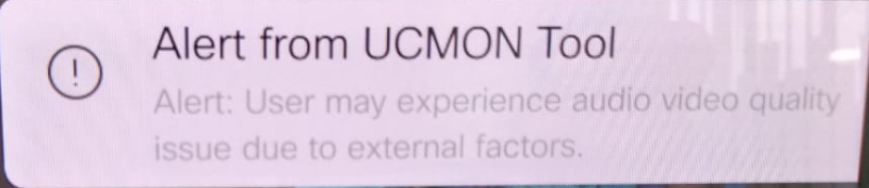 Alert from UCMON Tool
Alert: User may experience audio video quality
issue due to external factors.